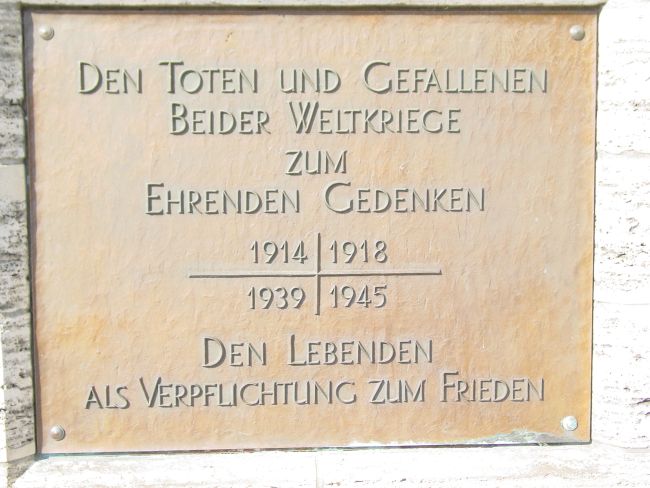 Den Toten und Gefallenen
Beider Weltkriege
zum
Ehrenden Gedenken
1914 1918
1939 1945
Den Lebenden
als Verpflichtung zum Frieden